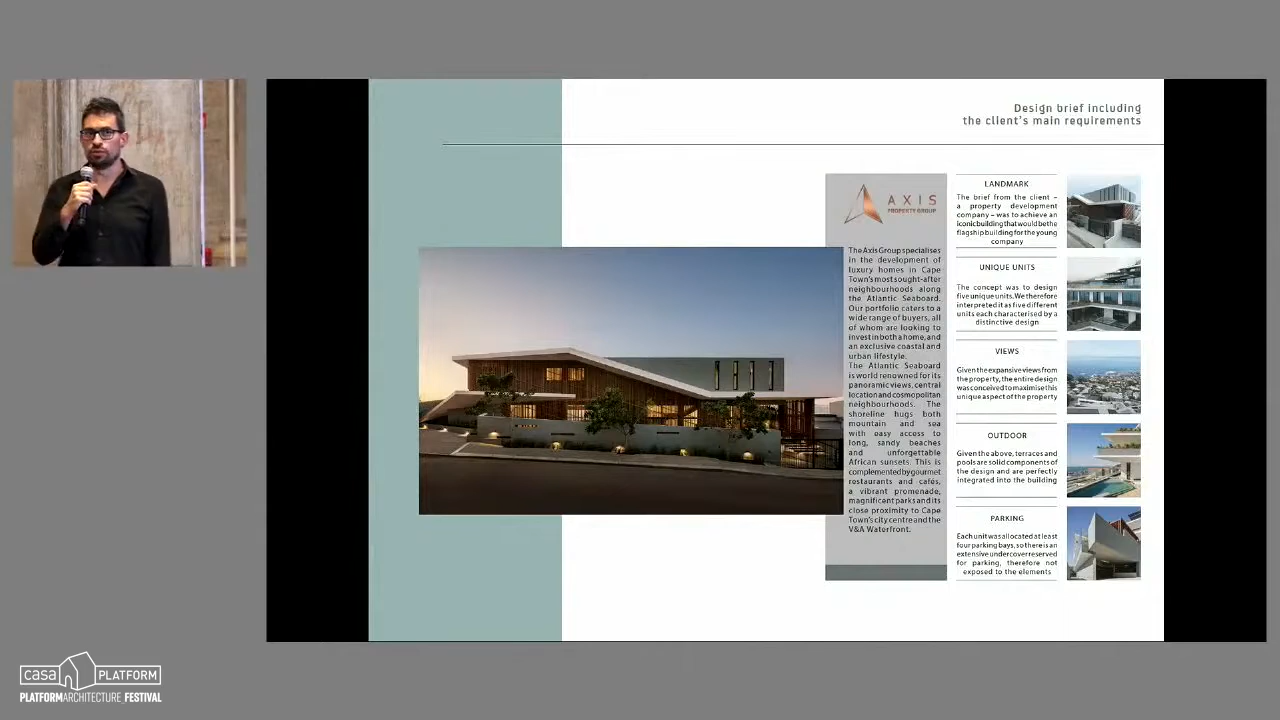 Design brief including
the client's main requirements
AXIS
PROPERTY GROUP
The Axis Group specialises
in the development of
luxury homes in Cape
Town's most sought-after
neighbourhoods along
the Atlantic Seaboard.
Our portfolio caters to a
wide range of buyers, all
of whom are looking to
invest in both a home, and
an exclusive coastal and
urban lifestyle.
The Atlantic Seaboard
is world renowned for its
panoramic views, central
location and cosmopolitan
neighbourhoods. The
shoreline hugs both
mountain and sea
with easy access to
long, sandy beaches
and unforgettable
African sunsets. This is
complemented by gourmet
restaurants and cafés,
a vibrant promenade,
magnificent parks and its
close proximity to Cape
Town's city centre and the
V&A Waterfront.
LANDMARK
The brief from the client –
a property development
company – was to achieve an
iconic building that would be the
flagship building for the young
company
UNIQUE UNITS
The concept was to design
five unique units. We therefore
interpreted it as five different
units each characterised by a
distinctive design
VIEWS
Given the expansive views from
the property, the entire design
was conceived to maximise this
unique aspect of the property
OUTDOOR
Given the above, terraces and
pools are solid components of
the design and are perfectly
integrated into the building
PARKING
Each unit was allocated at least
four parking bays, so there is an
extensive undercover reserved
for parking, therefore not
exposed to the elements
casa PLATFORM
PLATFORMARCHITECTURE_FESTIVAL